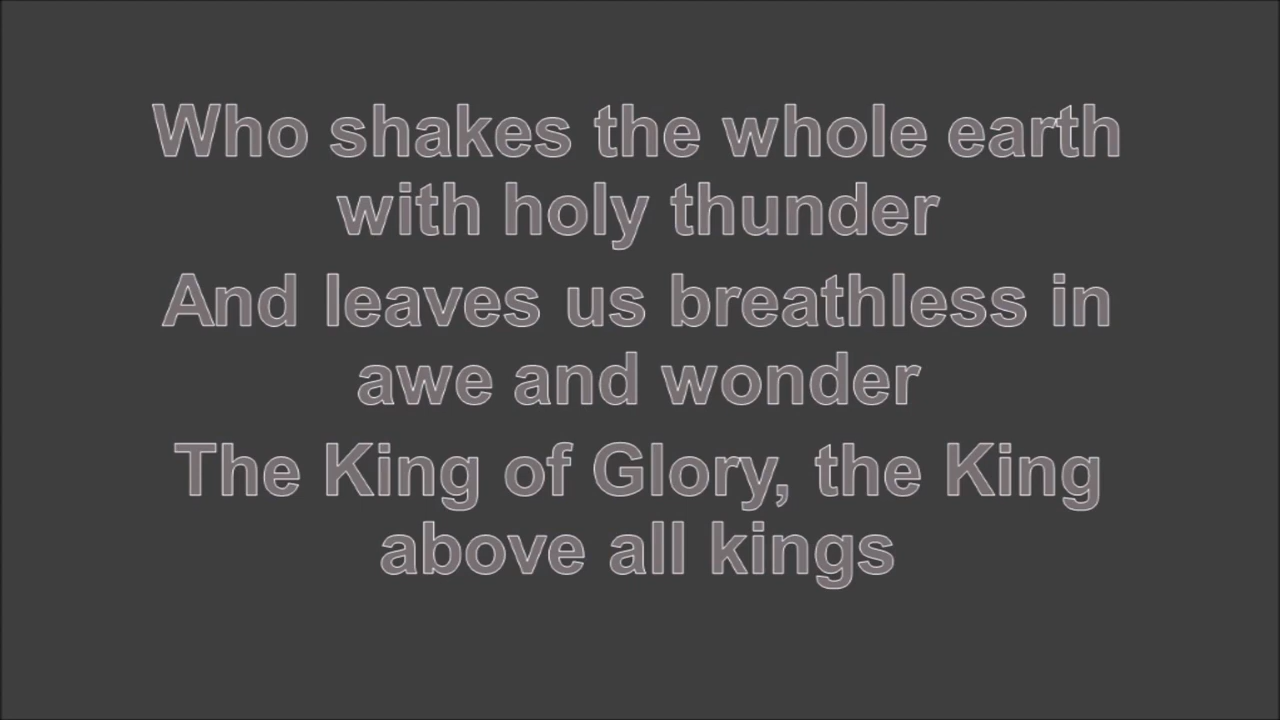 Who shakes the whole earth
with holy thunder
And leaves us breathless in
awe and wonder
The King of Glory, the King
above all kings